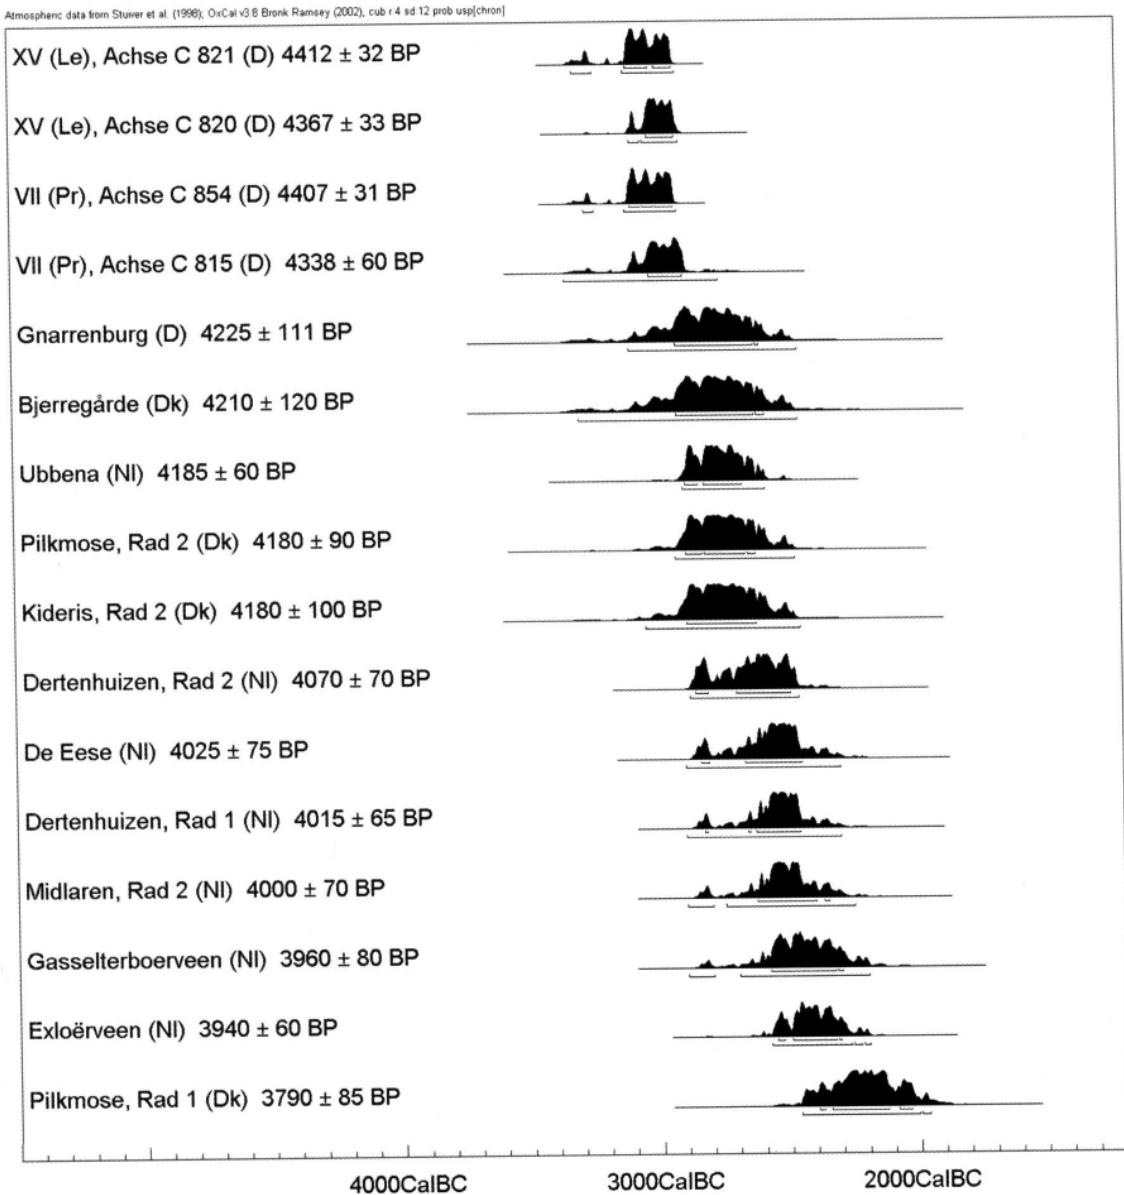 Atmospheric data from Stuiver et al. (1998); OxCal v3.8 Bronk Ramsey (2002); cub r:4 sd:12 prob usp[chron]
XV (Le), Achse C 821 (D) 4412 ± 32 BP
XV (Le), Achse C 820 (D) 4367 ± 33 BP
VII (Pr), Achse C 854 (D) 4407 ± 31 BP
VII (Pr), Achse C 815 (D) 4338 ± 60 BP
Gnarrenburg (D) 4225 ± 111 BP
Bjerregårde (Dk) 4210 ± 120 BP
Ubbena (Nl) 4185 ± 60 BP
Pilkmose, Rad 2 (Dk) 4180 ± 90 BP
Kideris, Rad 2 (Dk) 4180 ± 100 BP
Dertenhuizen, Rad 2 (Nl) 4070 ± 70 BP
De Eese (Nl) 4025 ± 75 BP
Dertenhuizen, Rad 1 (Nl) 4015 ± 65 BP
Midlaren, Rad 2 (Nl) 4000 ± 70 BP
Gasselterboerveen (Nl) 3960 ± 80 BP
Exloërveen (Nl) 3940 ± 60 BP
Pilkmose, Rad 1 (Dk) 3790 ± 85 BP
4000CalBC 3000CalBC 2000CalBC